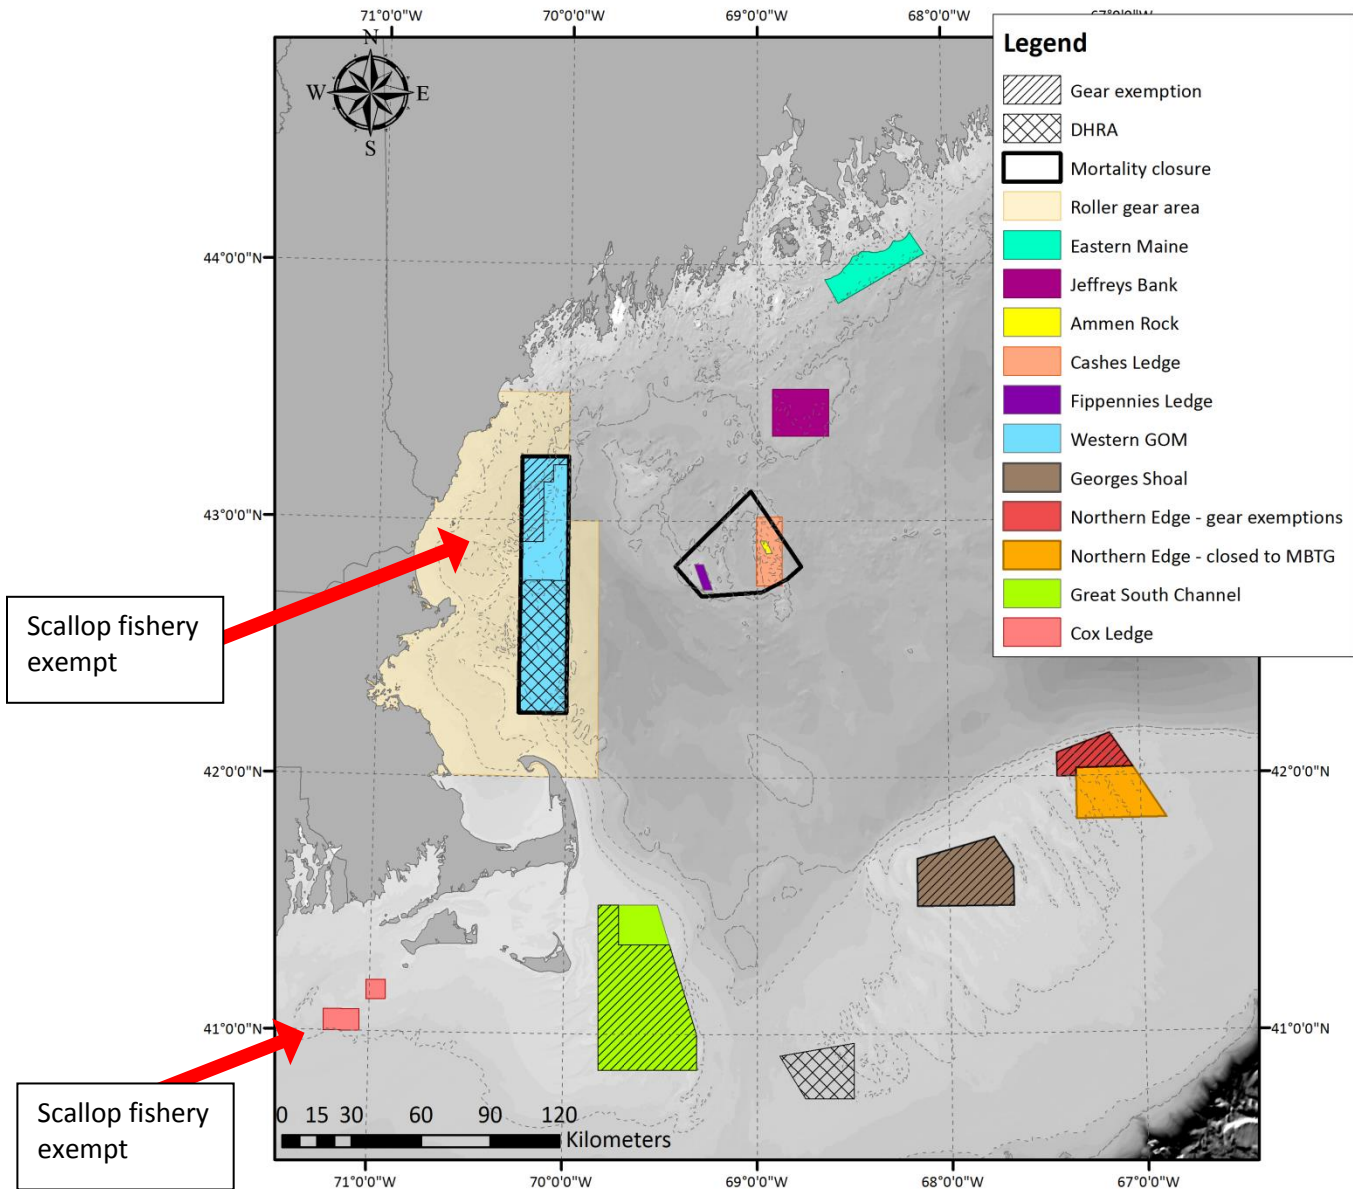 71°0'0"W
70°0'0"W
69°0'0"W
68°0'0"W
67°0'0"W
N
W
E
S
Legend
Gear exemption
DHRA
Mortality closure
Roller gear area
Eastern Maine
Jeffreys Bank
Ammen Rock
Cashes Ledge
Fippennies Ledge
Western GOM
Georges Shoal
Northern Edge - gear exemptions
Northern Edge - closed to MBTG
Great South Channel
Cox Ledge
44°0'0"N
43°0'0"N
Scallop fishery
exempt
42°0'0"N
42°0'0"N
41°0'0"N
41°0'0"N
Scallop fishery
exempt
0 15 30 60 90 120
Kilometers
71°0'0"W
70°0'0"W
69°0'0"W
68°0'0"W
67°0'0"W